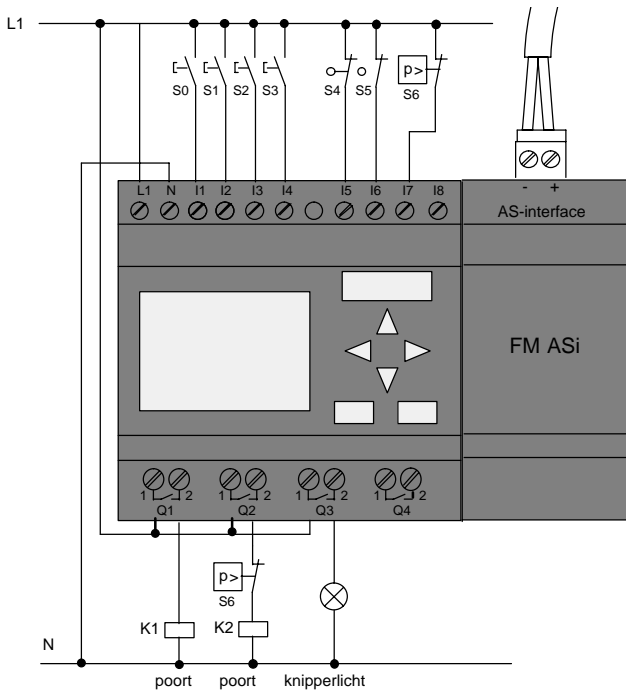 L1
p>
S0 S1 S2 S3 S4 S5 S6
L1 N I1 I2 I3 I4 I5 I6 I7 I8
- +
AS-interface
FM ASi
1 2 1 2 1 2 1 2
Q1 Q2 Q3 Q4
p>
S6
K1 K2
N
poort poort knipperlicht